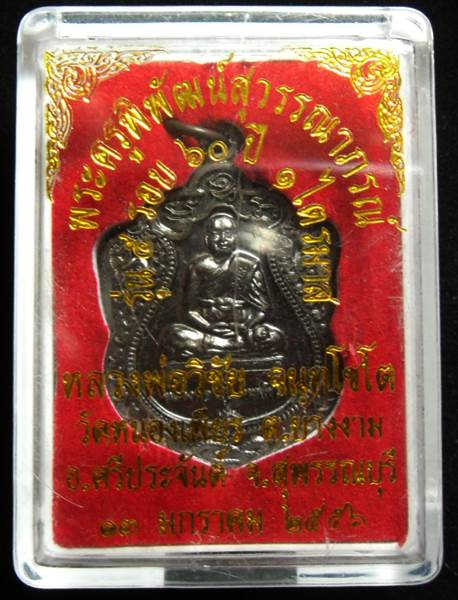 พระครูพิพัฒน์สุวรรณาภรณ์
รุ่น ๕ รอบ ๖๐ ปี ๑ ไตรมาส
หลวงพ่อวิชัย จนฺทโชโต
วัดหนองเพียร ต.บางงาม
อ.ศรีประจันต์ จ.สุพรรณบุรี
๑๓ มกราคม ๒๕๕๖